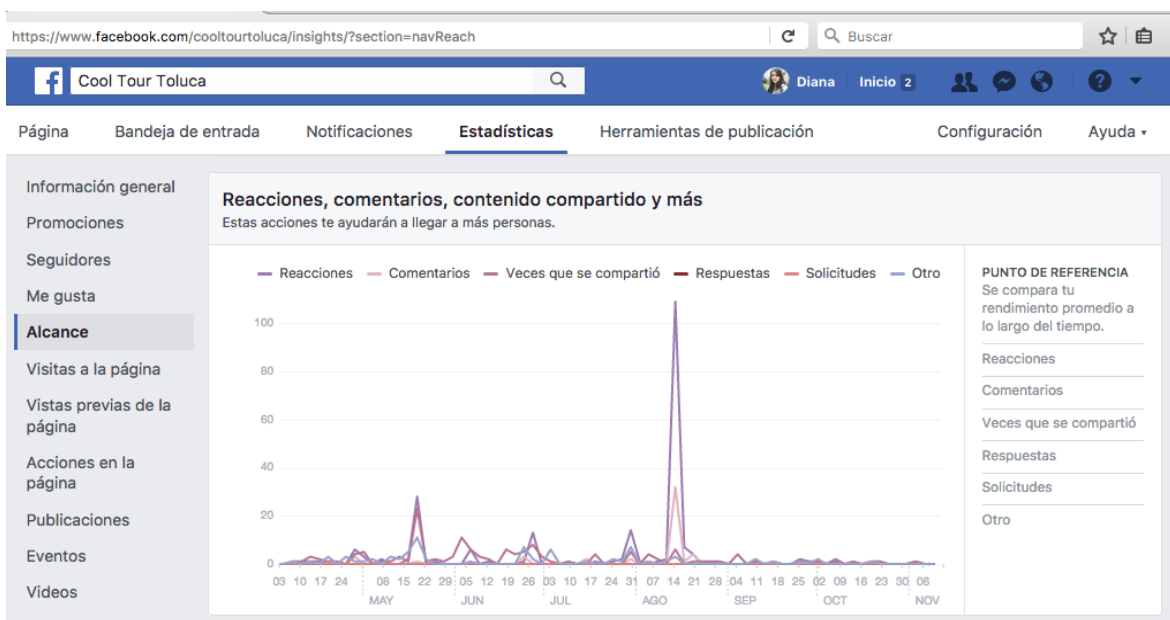 https://www.facebook.com/cooltourtoluca/insights/?section=navReach
Buscar
Cool Tour Toluca
Diana
Inicio 2
?
Página
Bandeja de entrada
Notificaciones
Estadísticas
Herramientas de publicación
Configuración
Ayuda
Información general
Promociones
Seguidores
Me gusta
Alcance
Visitas a la página
Vistas previas de la
página
Acciones en la
página
Publicaciones
Eventos
Videos
Reacciones, comentarios, contenido compartido y más
Estas acciones te ayudarán a llegar a más personas.
Reacciones Comentarios Veces que se compartió Respuestas Solicitudes Otro
100
80
60
40
20
0
03 10 17 24 08 15 22 29 05 12 19 26 03 10 17 24 31 07 14 21 28 04 11 18 25 02 09 16 23 30 06
MAY JUN JUL AGO SEP OCT NOV
PUNTO DE REFERENCIA
Se compara tu
rendimiento promedio a
lo largo del tiempo.
Reacciones
Comentarios
Veces que se compartió
Respuestas
Solicitudes
Otro